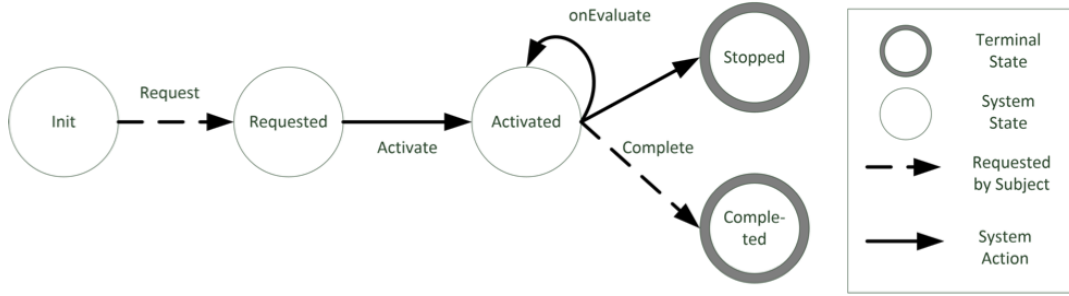 onEvaluate
Request
Init
Requested
Activate
Activated
Stopped
Complete
Comple-
ted
Terminal
State
System
State
Requested
by Subject
System
Action